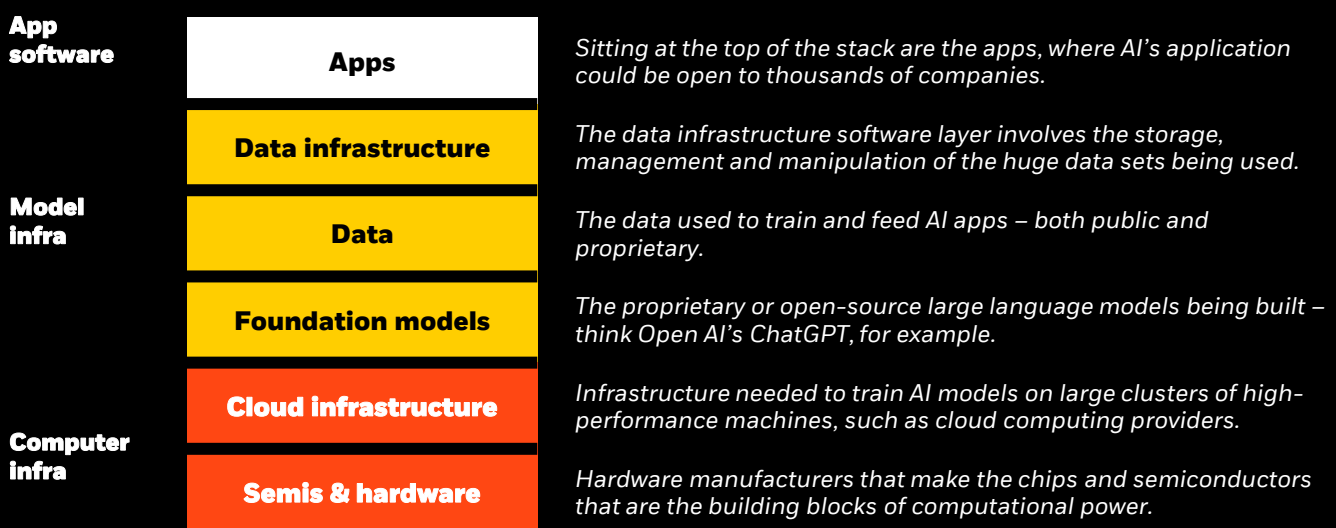 App
software
Apps
Sitting at the top of the stack are the apps, where AI’s application
could be open to thousands of companies.
Data infrastructure
The data infrastructure software layer involves the storage,
management and manipulation of the huge data sets being used.
Model
infra
Data
The data used to train and feed AI apps – both public and
proprietary.
Foundation models
The proprietary or open-source large language models being built –
think Open AI’s ChatGPT, for example.
Cloud infrastructure
Infrastructure needed to train AI models on large clusters of high-
performance machines, such as cloud computing providers.
Computer
infra
Semis & hardware
Hardware manufacturers that make the chips and semiconductors
that are the building blocks of computational power.